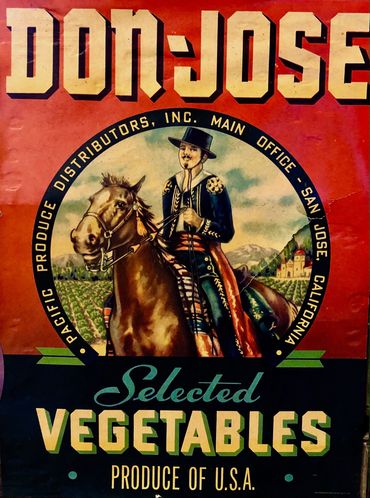 DON-JOSE
• PACIFIC PRODUCE DISTRIBUTORS, INC. MAIN OFFICE - SAN JOSE, CALIFORNIA •
Selected
VEGETABLES
• PRODUCE OF U.S.A. •